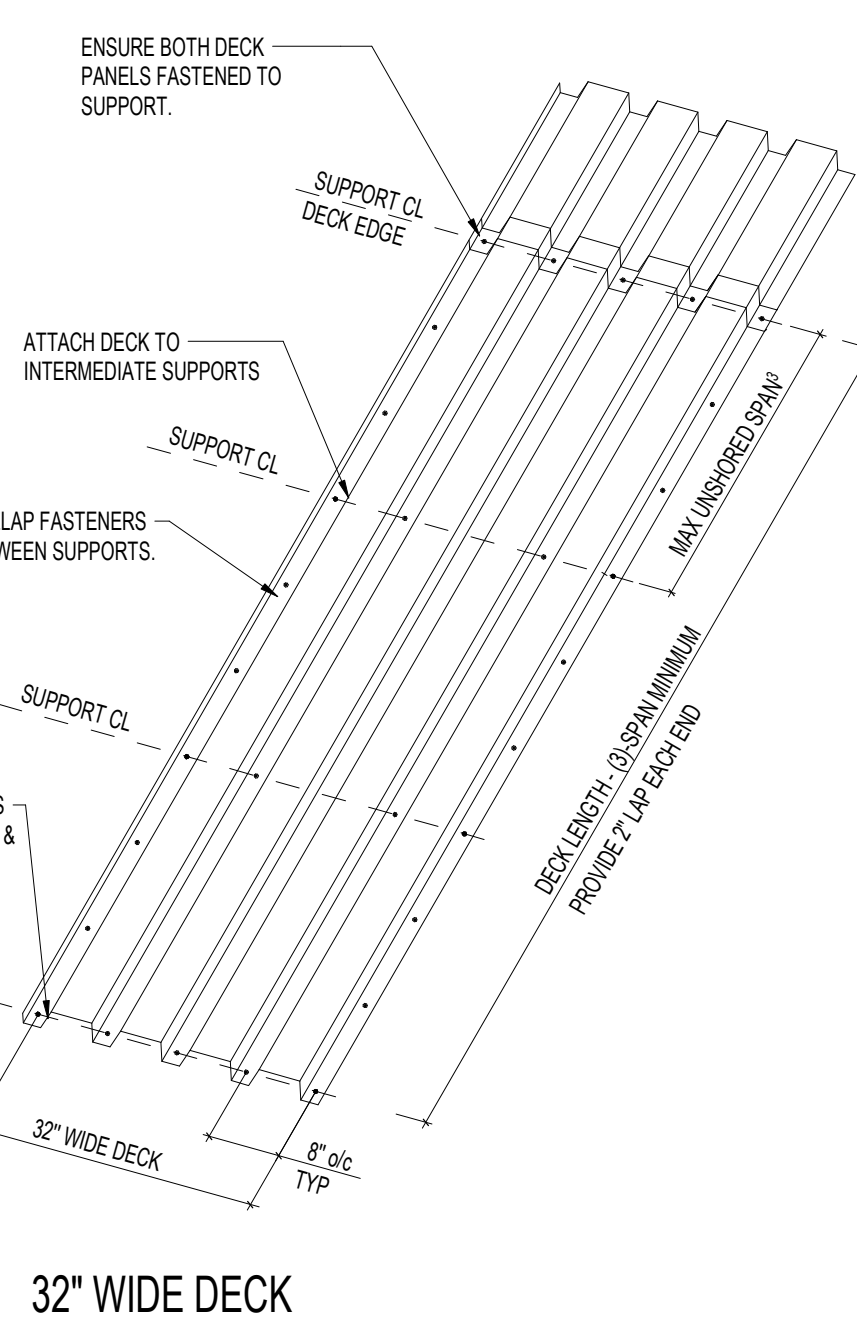 ENSURE BOTH DECK
PANELS FASTENED TO
SUPPORT.
SUPPORT CL
DECK EDGE
ATTACH DECK TO
INTERMEDIATE SUPPORTS
SUPPORT CL
MAX UNSHORED SPAN³
LAP FASTENERS
WEEN SUPPORTS.
SUPPORT CL
DECK LENGTH - (3)-SPAN MINIMUM
PROVIDE 2" LAP EACH END
S
&
32" WIDE DECK
8" o/c
TYP
32" WIDE DECK